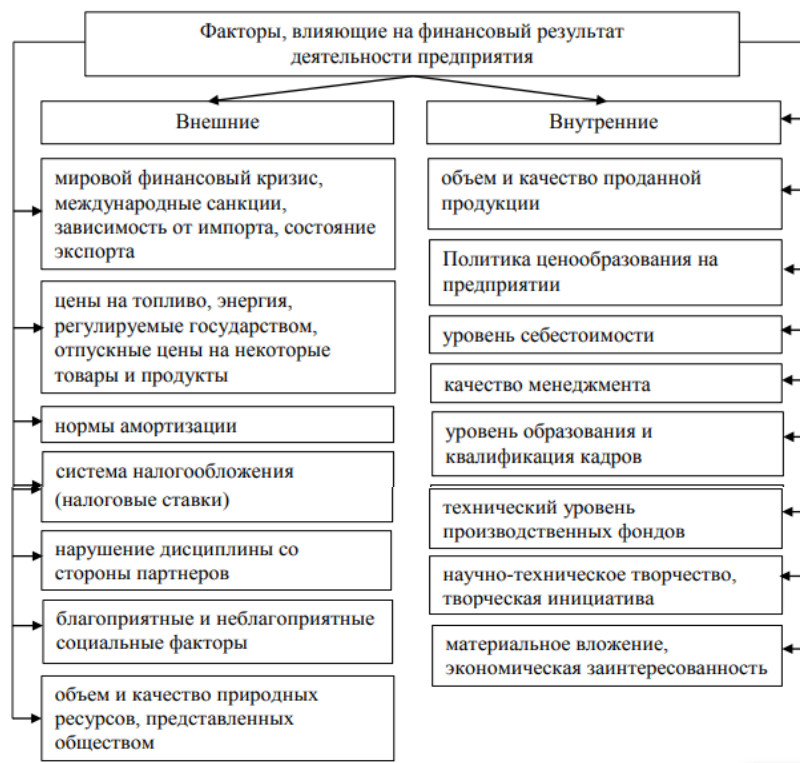 Факторы, влияющие на финансовый результат
деятельности предприятия
Внешние
мировой финансовый кризис,
международные санкции,
зависимость от импорта, состояние
экспорта
цены на топливо, энергия,
регулируемые государством,
отпускные цены на некоторые
товары и продукты
нормы амортизации
система налогообложения
(налоговые ставки)
нарушение дисциплины со
стороны партнеров
благоприятные и неблагоприятные
социальные факторы
объем и качество природных
ресурсов, представленных
обществом
Внутренние
объем и качество проданной
продукции
Политика ценообразования на
предприятии
уровень себестоимости
качество менеджмента
уровень образования и
квалификация кадров
технический уровень
производственных фондов
научно-техническое творчество,
творческая инициатива
материальное вложение,
экономическая заинтересованность